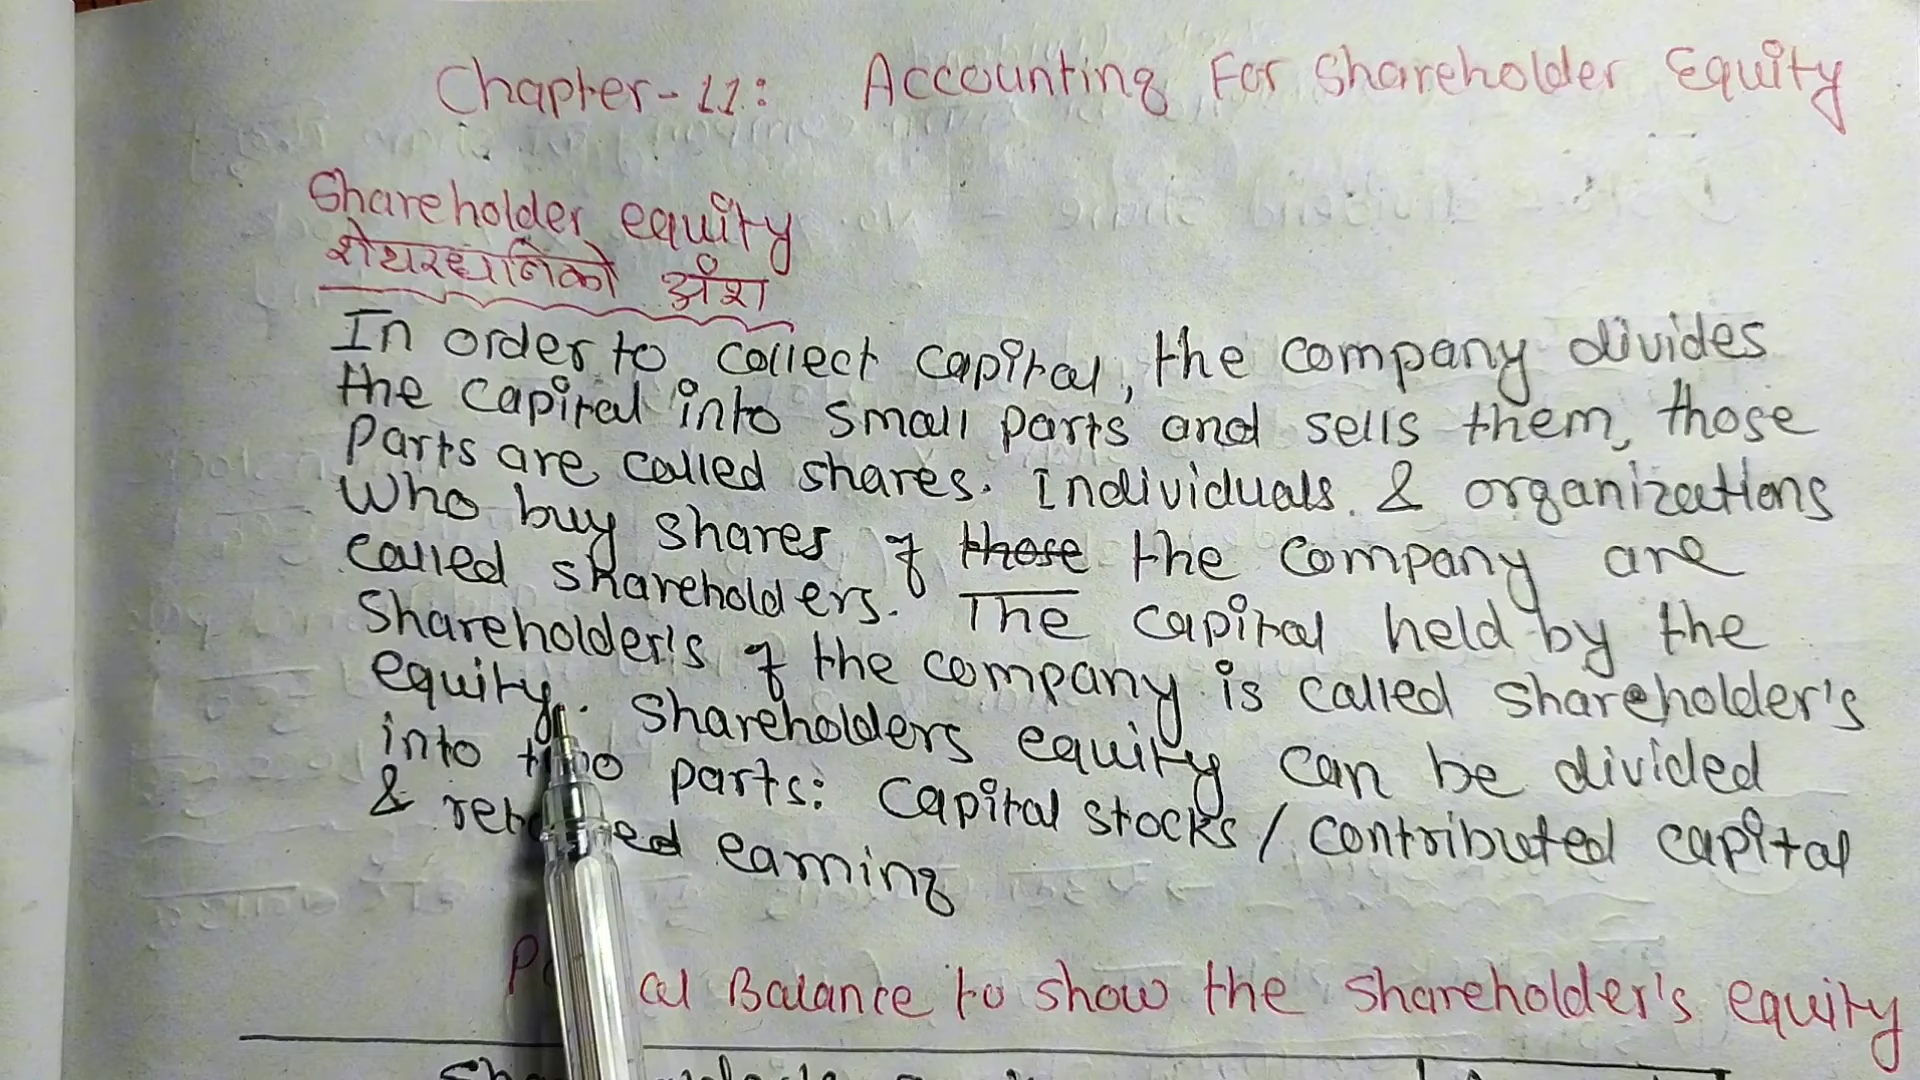 Chapter-11: Accounting For Shareholder Equity
Shareholder equity
शेयरधनिको अंश
In order to collect capital, the company divides
the capital into small parts and sells them, those
Parts are called shares. Individuals & organizations
who buy shares of those the company are
called shareholders. The capital held by the
Shareholder's of the company is called shareholder's
equity. Shareholders equity can be divided
into two parts: Capital stocks / contributed capital
& retained earning
Balance to show the shareholder's equity